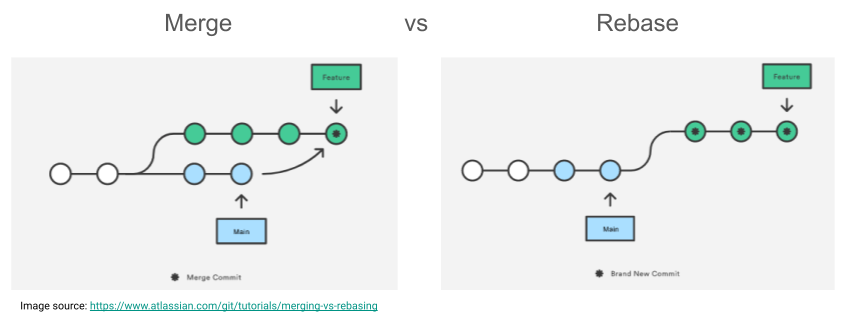 Merge vs Rebase
Feature
Main
Merge Commit
Feature
Main
Brand New Commit
Image source: https://www.atlassian.com/git/tutorials/merging-vs-rebasing